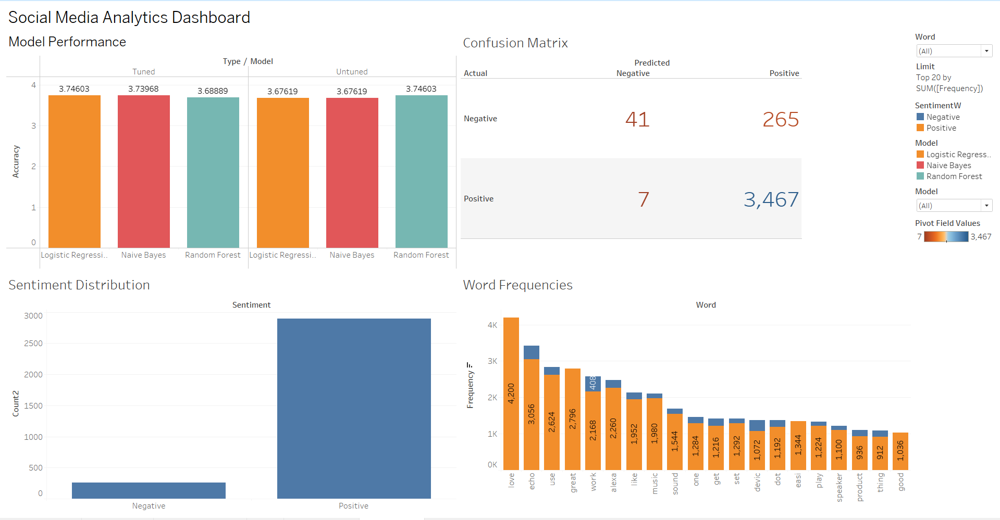 Social Media Analytics Dashboard
Model Performance
Type / Model
Tuned
Untuned
Accuracy
4
3
2
1
0
3.74603
3.73968
3.68889
3.67619
3.67619
3.74603
Logistic Regressi..
Naive Bayes
Random Forest
Logistic Regressi..
Naive Bayes
Random Forest
Confusion Matrix
Predicted
Actual
Negative
Positive
Negative
41
265
Positive
7
3,467
Word
(All)
Limit
Top 20 by
SUM([Frequency])
SentimentW
Negative
Positive
Model
Logistic Regress..
Naive Bayes
Random Forest
Model
(All)
Pivot Field Values
7
3,467
Sentiment Distribution
Sentiment
Count2
3000
2500
2000
1500
1000
500
0
Negative
Positive
Word Frequencies
Word
Frequency
4K
3K
2K
1K
0K
4,200
3,056
2,624
2,796
408
2,168
2,260
1,952
1,980
1,544
1,284
1,216
1,292
1,072
1,192
1,344
1,224
1,100
936
912
1,036
love
echo
use
great
work
alexa
like
music
sound
one
get
set
devic
dot
easi
play
speaker
product
thing
good